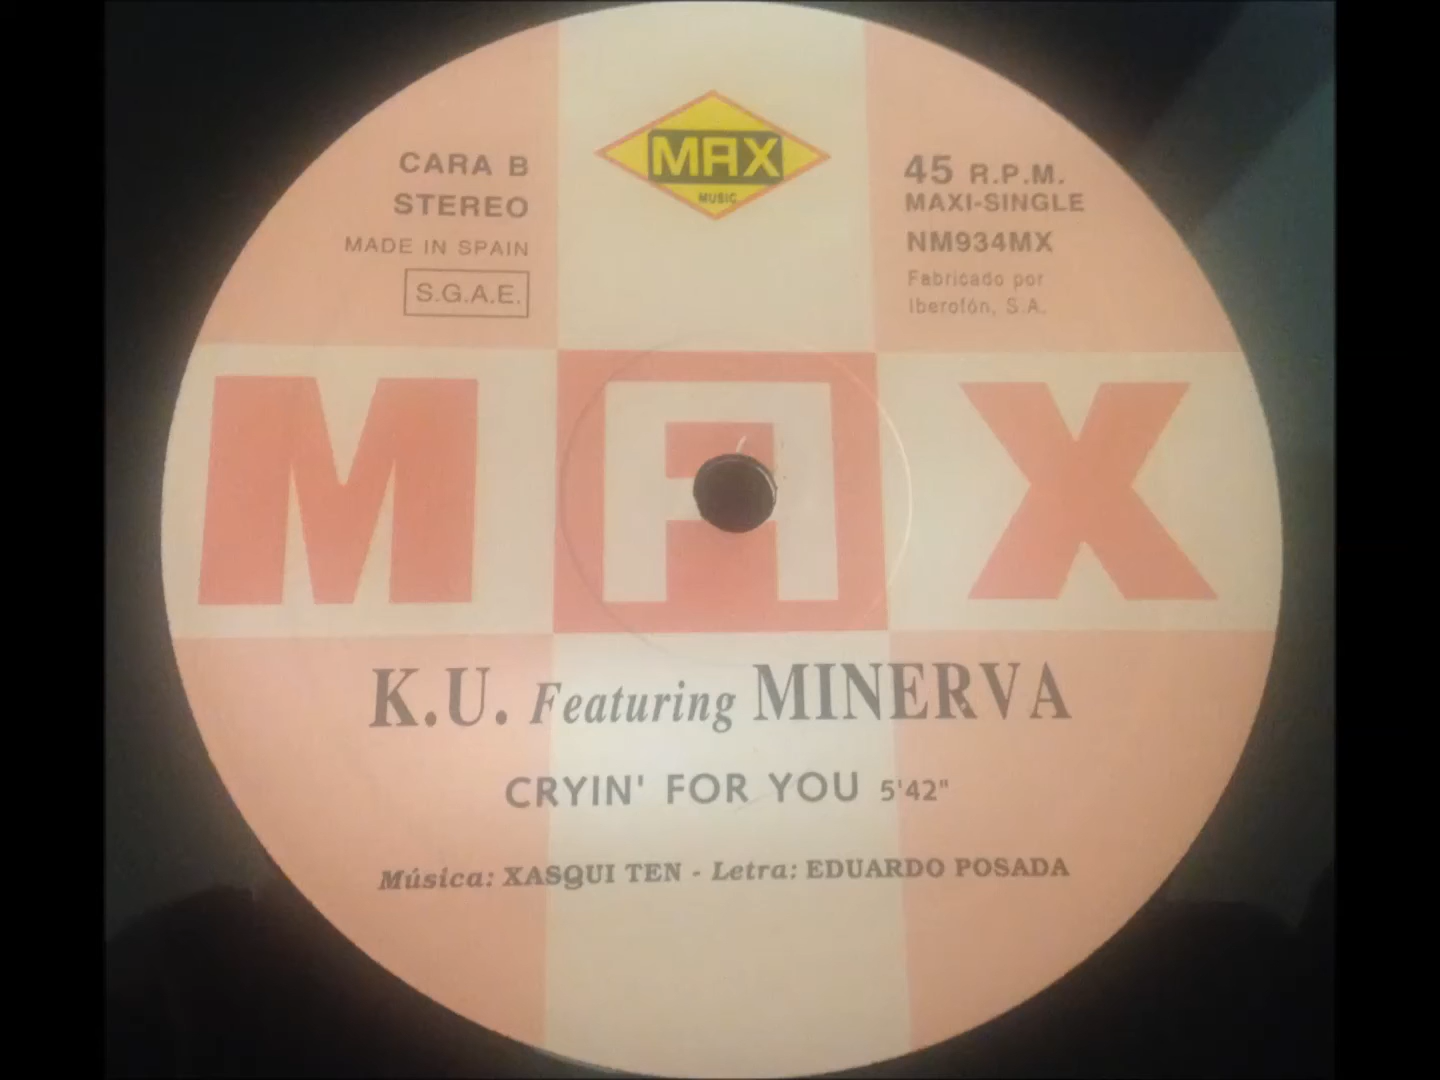 MAX
MUSIC
CARA B
STEREO
MADE IN SPAIN
S.G.A.E.
45 R.P.M.
MAXI-SINGLE
NM934MX
Fabricado por
Iberofón, S.A.
MAX
K.U. Featuring MINERVA
CRYIN' FOR YOU 5'42"
Música: XASQUI TEN - Letra: EDUARDO POSADA